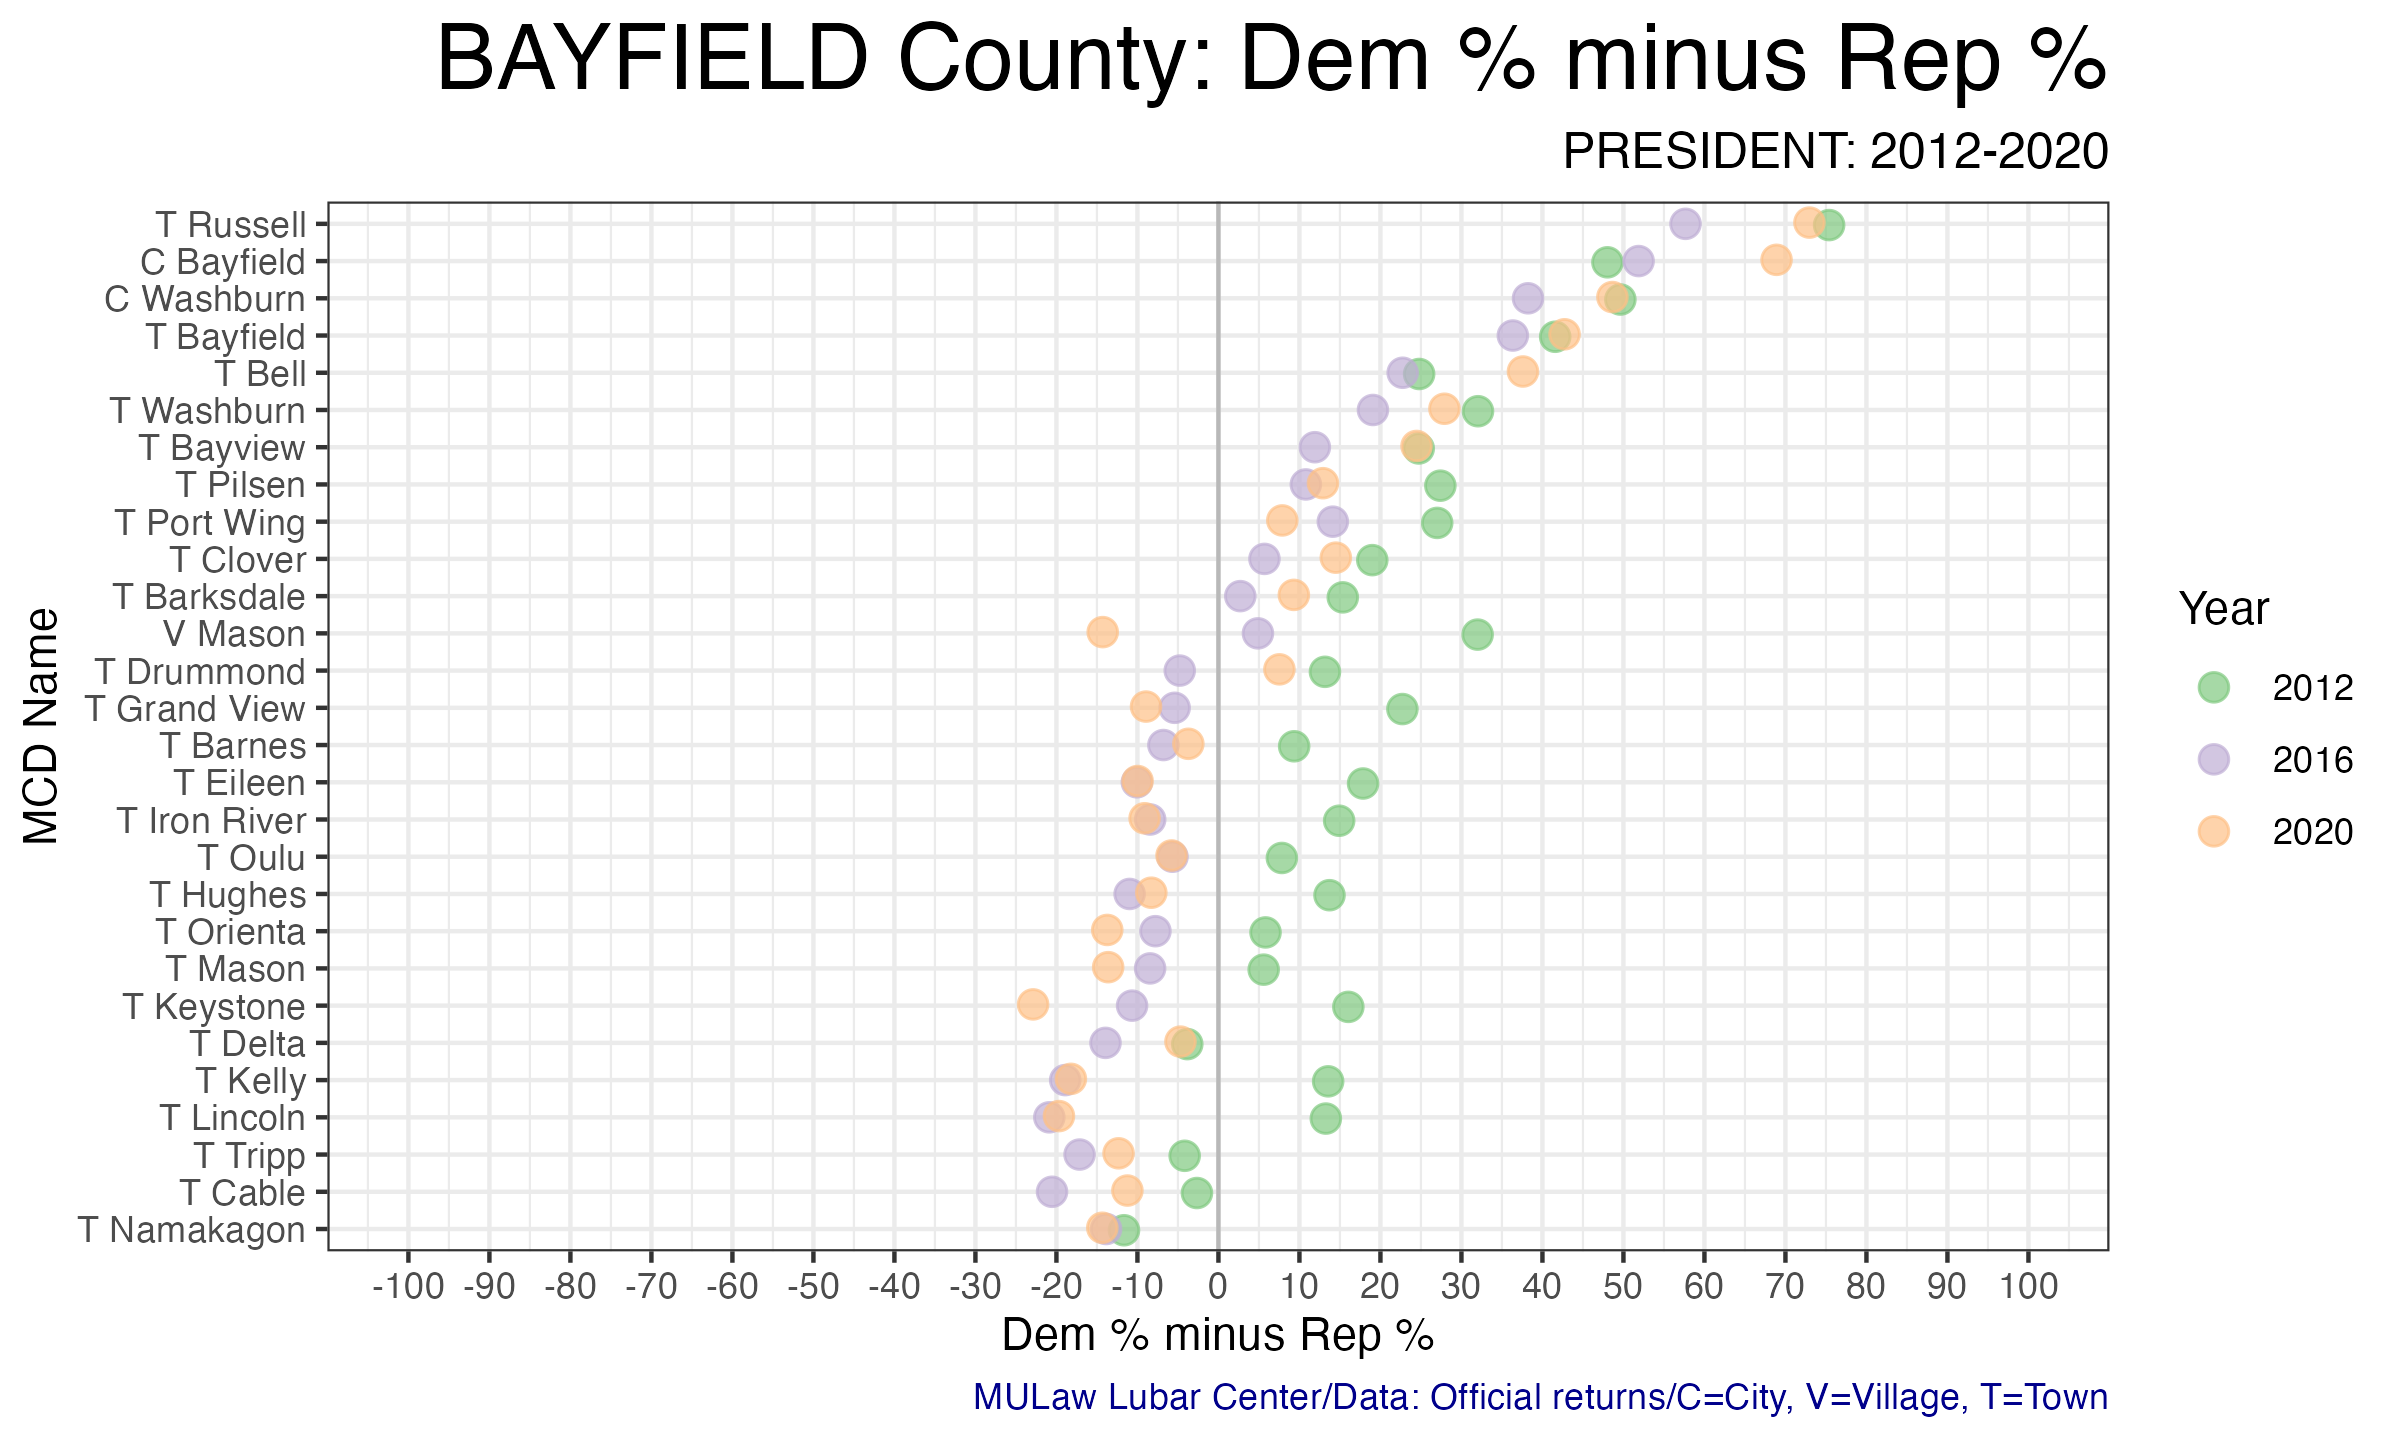 BAYFIELD County: Dem % minus Rep %
PRESIDENT: 2012-2020
T Russell
C Bayfield
C Washburn
T Bayfield
T Bell
T Washburn
T Bayview
T Pilsen
T Port Wing
T Clover
T Barksdale
V Mason
T Drummond
T Grand View
T Barnes
T Eileen
T Iron River
T Oulu
T Hughes
T Orienta
T Mason
T Keystone
T Delta
T Kelly
T Lincoln
T Tripp
T Cable
T Namakagon
MCD Name
-100 -90 -80 -70 -60 -50 -40 -30 -20 -10 0 10 20 30 40 50 60 70 80 90 100
Dem % minus Rep %
Year
2012
2016
2020
MULaw Lubar Center/Data: Official returns/C=City, V=Village, T=Town